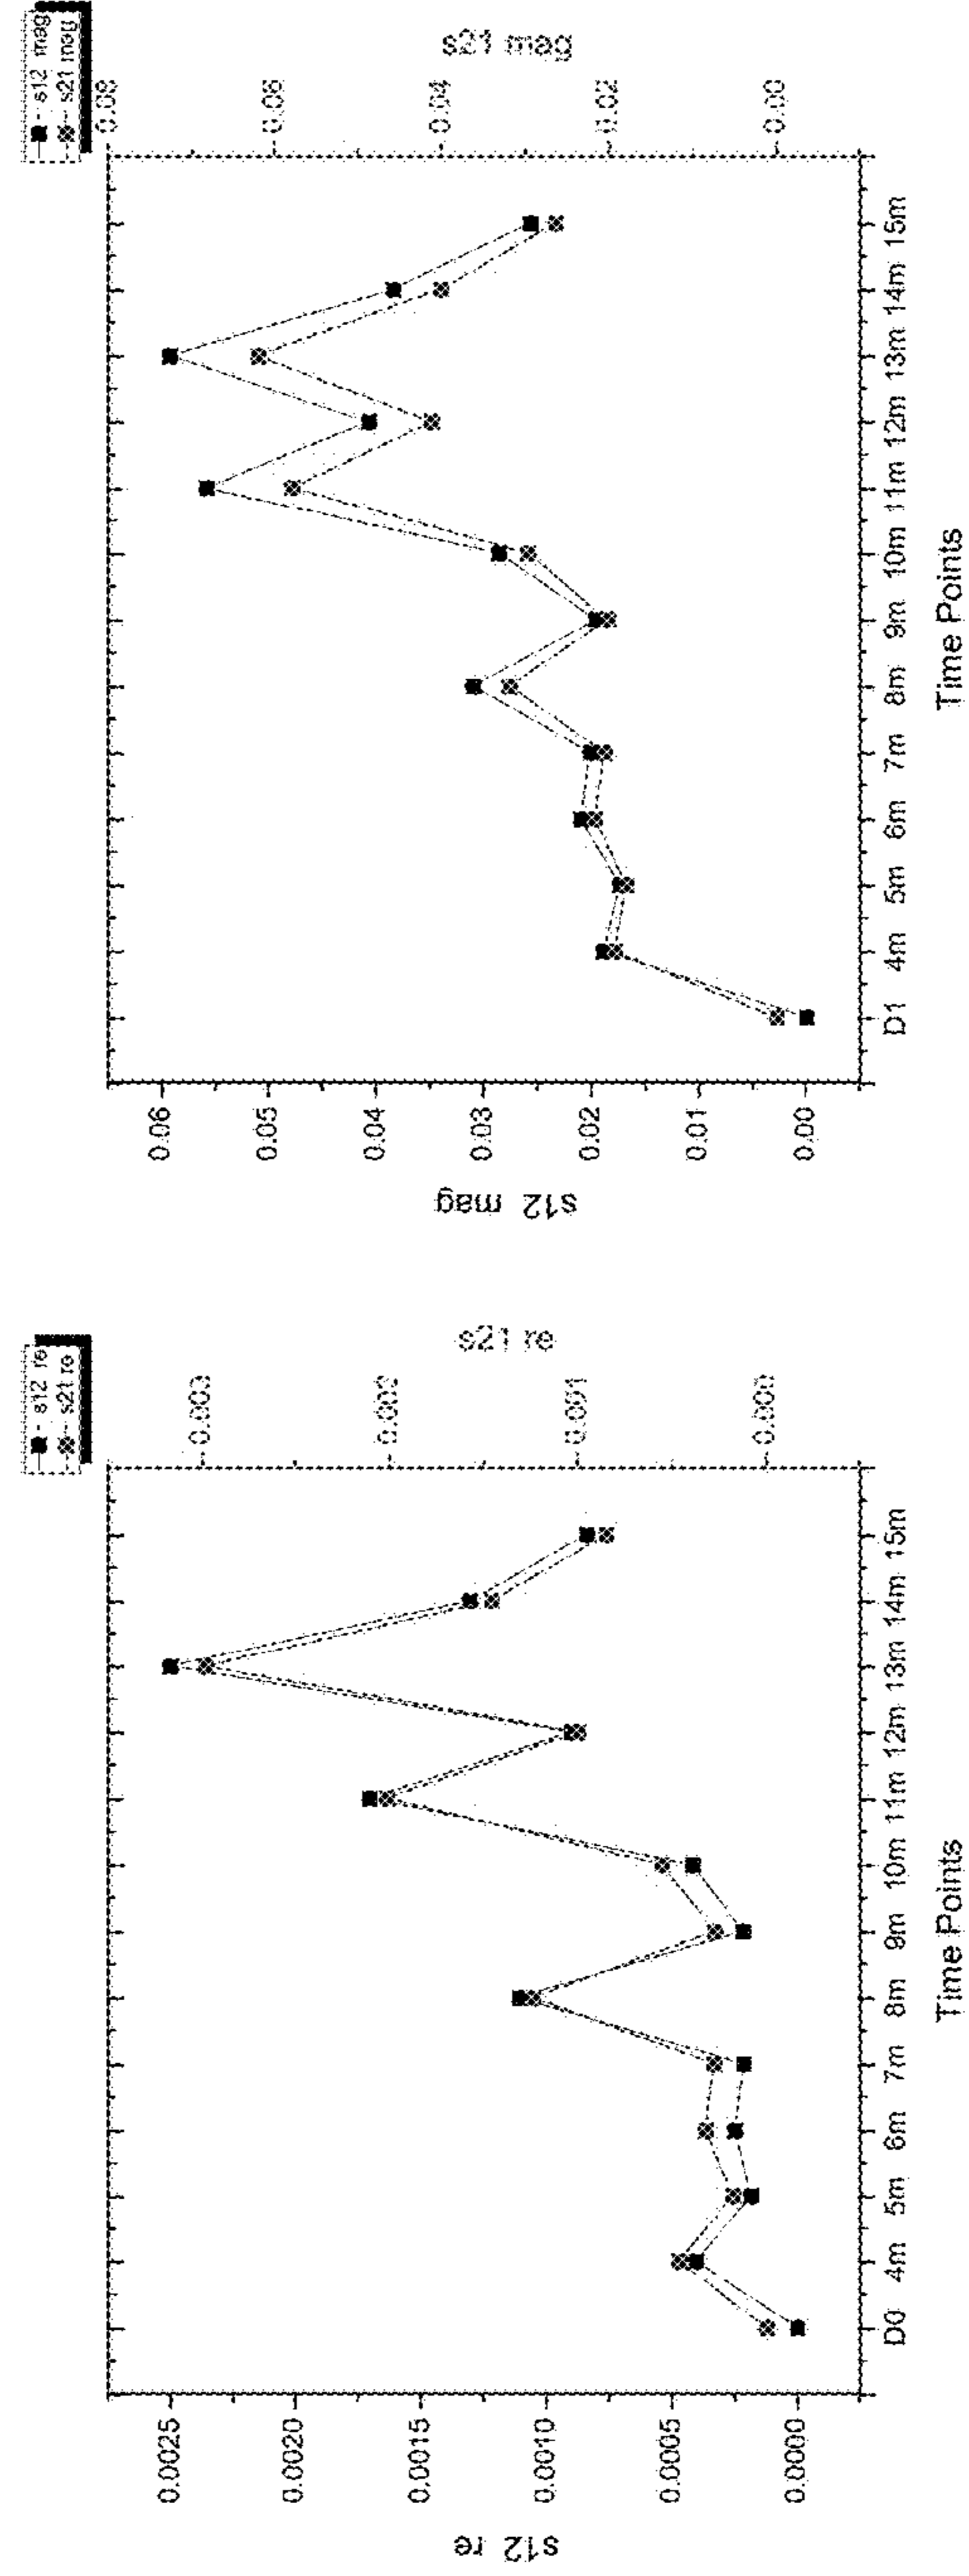 s12 re
s21 re
s12 re
0.0025
0.0020
0.0015
0.0010
0.0005
0.0000
s21 re
0.003
0.002
0.001
0.000
D0 4m 5m 6m 7m 8m 9m 10m 11m 12m 13m 14m 15m
Time Points
s12 mag
s21 mag
s12 mag
0.06
0.05
0.04
0.03
0.02
0.01
0.00
s21 mag
0.08
0.06
0.04
0.02
0.00
D1 4m 5m 6m 7m 8m 9m 10m 11m 12m 13m 14m 15m
Time Points